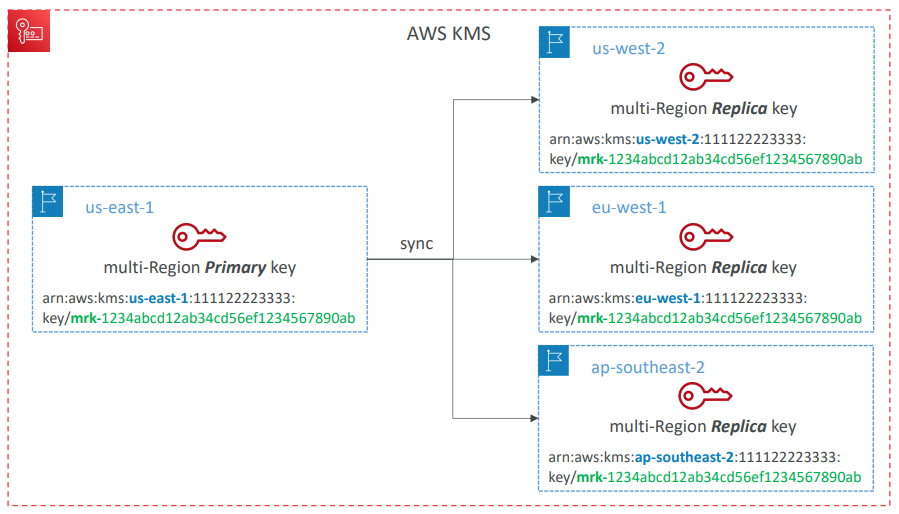 AWS KMS
us-east-1
multi-Region Primary key
arn:aws:kms:us-east-1:111122223333:
key/mrk-1234abcd12ab34cd56ef1234567890ab
sync
us-west-2
multi-Region Replica key
arn:aws:kms:us-west-2:111122223333:
key/mrk-1234abcd12ab34cd56ef1234567890ab
eu-west-1
multi-Region Replica key
arn:aws:kms:eu-west-1:111122223333:
key/mrk-1234abcd12ab34cd56ef1234567890ab
ap-southeast-2
multi-Region Replica key
arn:aws:kms:ap-southeast-2:111122223333:
key/mrk-1234abcd12ab34cd56ef1234567890ab